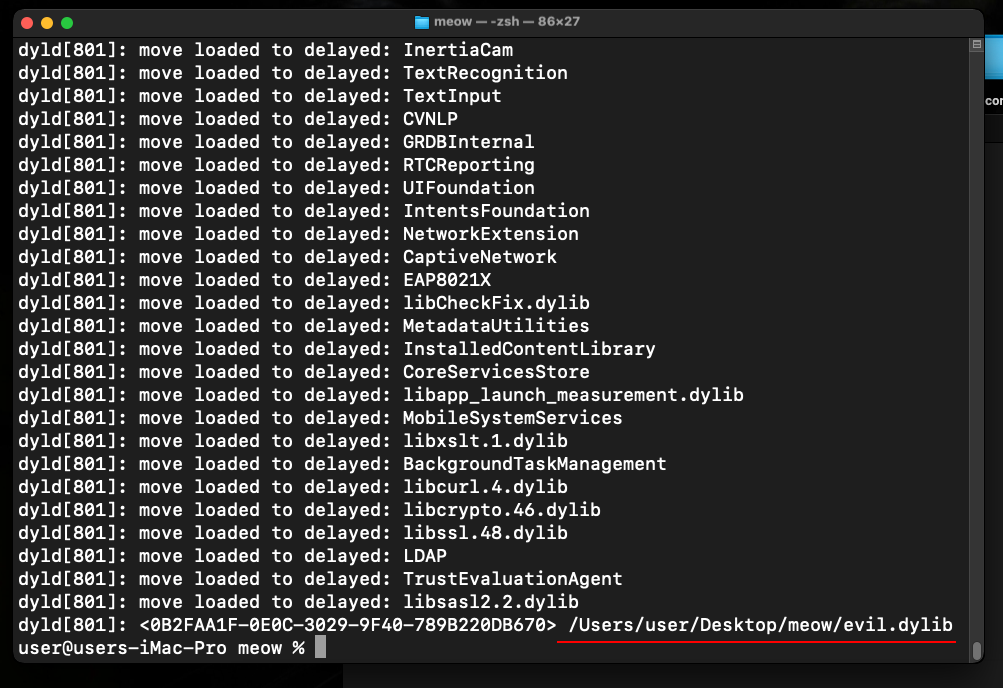 meow — -zsh — 86×27
dyld[801]: move loaded to delayed: InertiaCam
dyld[801]: move loaded to delayed: TextRecognition
dyld[801]: move loaded to delayed: TextInput
dyld[801]: move loaded to delayed: CVNLP
dyld[801]: move loaded to delayed: GRDBInternal
dyld[801]: move loaded to delayed: RTCReporting
dyld[801]: move loaded to delayed: UIFoundation
dyld[801]: move loaded to delayed: IntentsFoundation
dyld[801]: move loaded to delayed: NetworkExtension
dyld[801]: move loaded to delayed: CaptiveNetwork
dyld[801]: move loaded to delayed: EAP8021X
dyld[801]: move loaded to delayed: libCheckFix.dylib
dyld[801]: move loaded to delayed: MetadataUtilities
dyld[801]: move loaded to delayed: InstalledContentLibrary
dyld[801]: move loaded to delayed: CoreServicesStore
dyld[801]: move loaded to delayed: libapp_launch_measurement.dylib
dyld[801]: move loaded to delayed: MobileSystemServices
dyld[801]: move loaded to delayed: libxslt.1.dylib
dyld[801]: move loaded to delayed: BackgroundTaskManagement
dyld[801]: move loaded to delayed: libcurl.4.dylib
dyld[801]: move loaded to delayed: libcrypto.46.dylib
dyld[801]: move loaded to delayed: libssl.48.dylib
dyld[801]: move loaded to delayed: LDAP
dyld[801]: move loaded to delayed: TrustEvaluationAgent
dyld[801]: move loaded to delayed: libsasl2.2.dylib
dyld[801]: <0B2FAA1F-0E0C-3029-9F40-789B220DB670> /Users/user/Desktop/meow/evil.dylib
user@users-iMac-Pro meow %